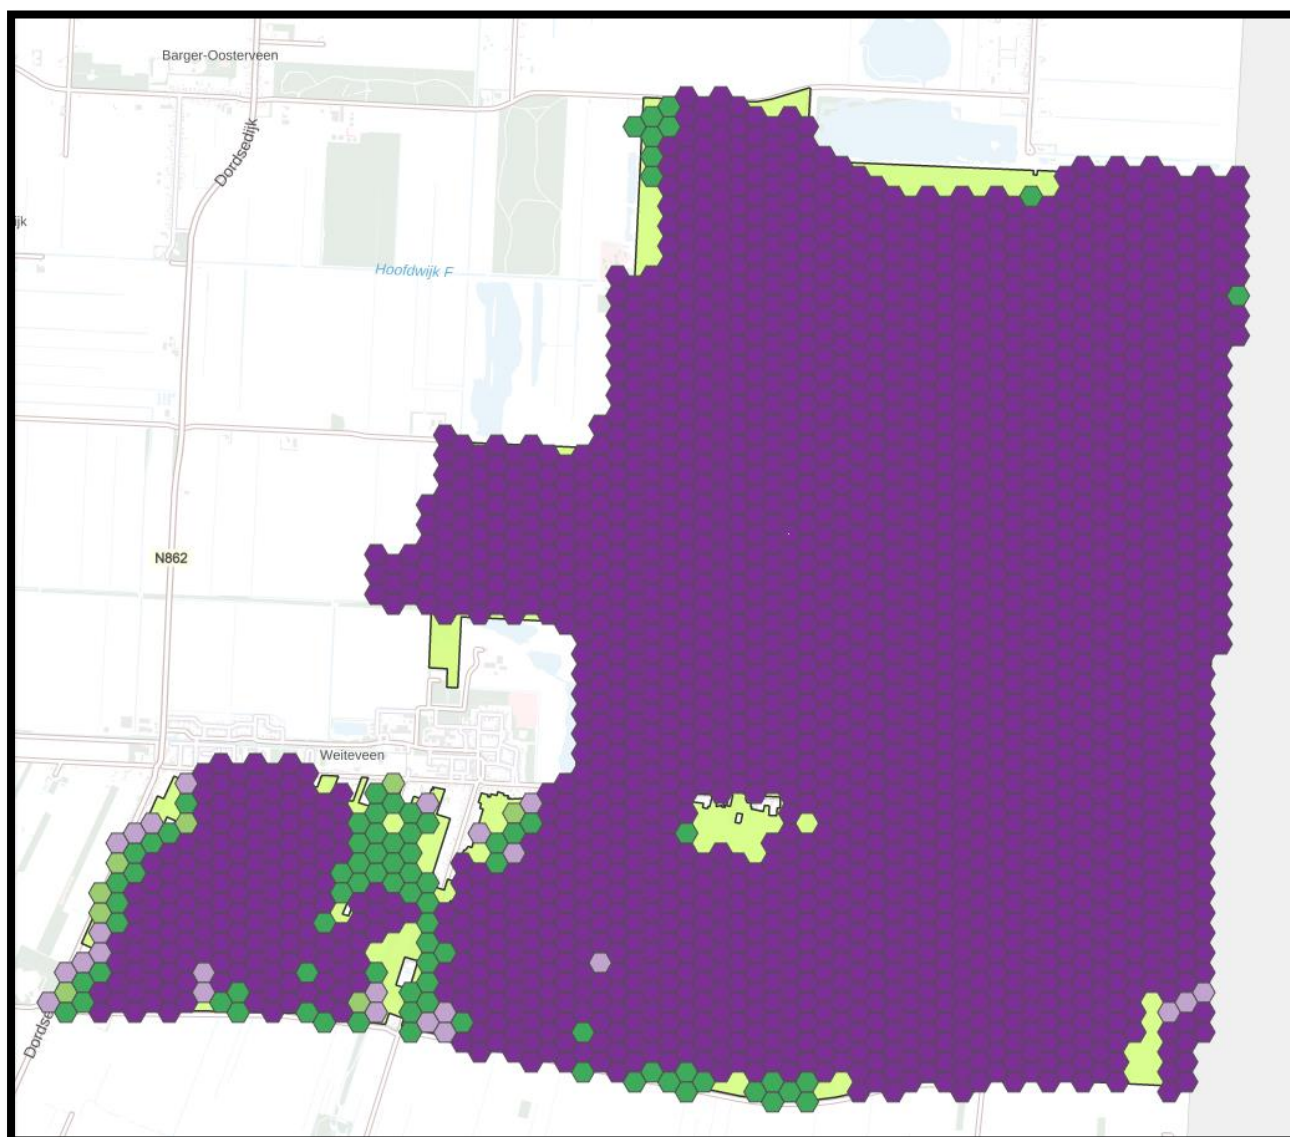 Barger-Oosterveen
Dordsedijk
ijk
Hoofdwijk F
N862
Weiteveen
Dordse